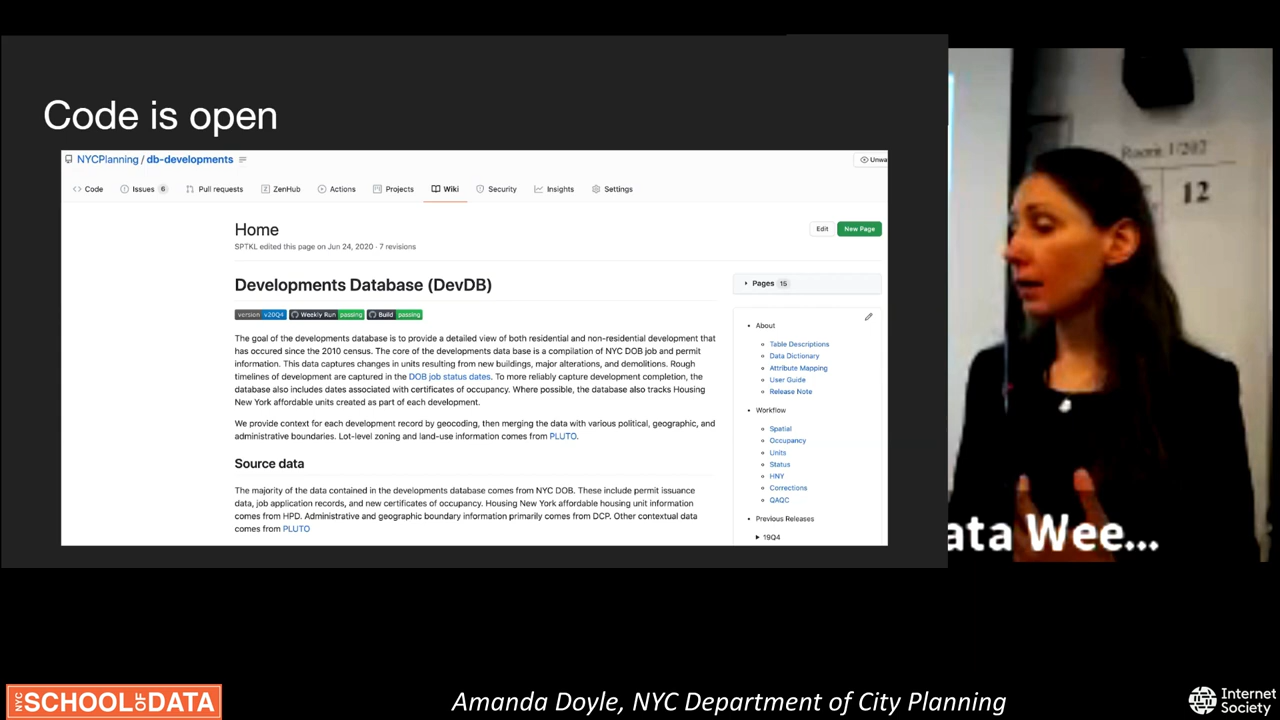 Code is open
NYCPlanning / db-developments
Unwa
Code
Issues 6
Pull requests
ZenHub
Actions
Projects
Wiki
Security
Insights
Settings
Home
SPTKL edited this page on Jun 24, 2020 · 7 revisions
Edit
New Page
Developments Database (DevDB)
version v20Q4 Weekly Run passing Build passing
The goal of the developments database is to provide a detailed view of both residential and non-residential development that
has occured since the 2010 census. The core of the developments data base is a compilation of NYC DOB job and permit
information. This data captures changes in units resulting from new buildings, major alterations, and demolitions. Rough
timelines of development are captured in the DOB job status dates. To more reliably capture development completion, the
database also includes dates associated with certificates of occupancy. Where possible, the database also tracks Housing
New York affordable units created as part of each development.
We provide context for each development record by geocoding, then merging the data with various political, geographic, and
administrative boundaries. Lot-level zoning and land-use information comes from PLUTO.
Source data
The majority of the data contained in the developments database comes from NYC DOB. These include permit issuance
data, job application records, and new certificates of occupancy. Housing New York affordable housing unit information
comes from HPD. Administrative and geographic boundary information primarily comes from DCP. Other contextual data
comes from PLUTO
Pages 15
About
Table Descriptions
Data Dictionary
Attribute Mapping
User Guide
Release Note
Workflow
Spatial
Occupancy
Units
Status
HNY
Corrections
QAQC
Previous Releases
19Q4
Room 1/202
12
ata Wee...
NYC SCHOOL OF DATA
Amanda Doyle, NYC Department of City Planning
Internet
Society